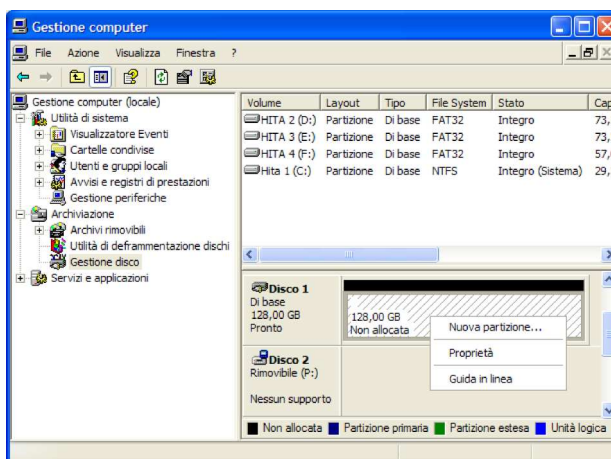 Gestione computer
File Azione Visualizza Finestra ?
Gestione computer (locale)
Utilità di sistema
Visualizzatore Eventi
Cartelle condivise
Utenti e gruppi locali
Avvisi e registri di prestazioni
Gestione periferiche
Archiviazione
Archivi rimovibili
Utilità di deframmentazione dischi
Gestione disco
Servizi e applicazioni
Volume Layout Tipo File System Stato Cap
HITA 2 (D:) Partizione Di base FAT32 Integro 73,
HITA 3 (E:) Partizione Di base FAT32 Integro 73,
HITA 4 (F:) Partizione Di base FAT32 Integro 57,
Hita 1 (C:) Partizione Di base NTFS Integro (Sistema) 29,
Disco 1
Di base
128,00 GB
Pronto
128,00 GB
Non allocata
Nuova partizione...
Proprietà
Guida in linea
Disco 2
Rimovibile (P:)
Nessun supporto
Non allocata Partizione primaria Partizione estesa Unità logica